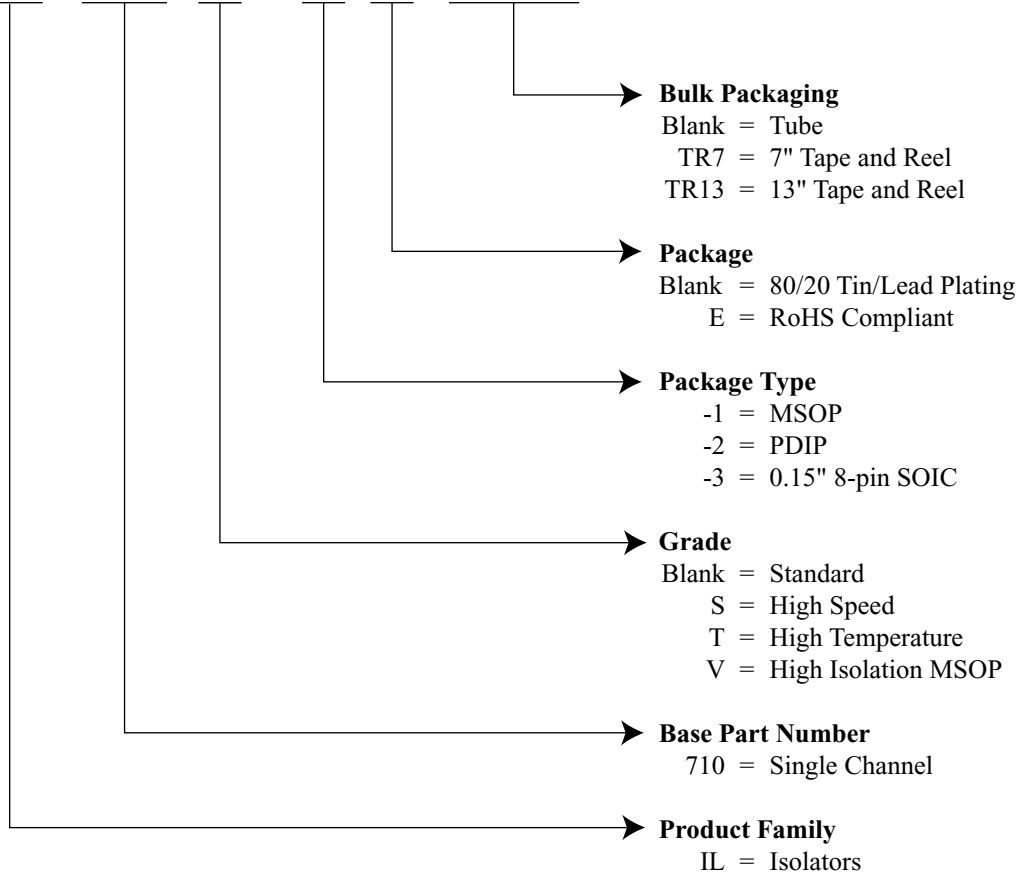 Bulk Packaging
Blank = Tube
TR7 = 7" Tape and Reel
TR13 = 13" Tape and Reel
Package
Blank = 80/20 Tin/Lead Plating
E = RoHS Compliant
Package Type
-1 = MSOP
-2 = PDIP
-3 = 0.15" 8-pin SOIC
Grade
Blank = Standard
S = High Speed
T = High Temperature
V = High Isolation MSOP
Base Part Number
710 = Single Channel
Product Family
IL = Isolators